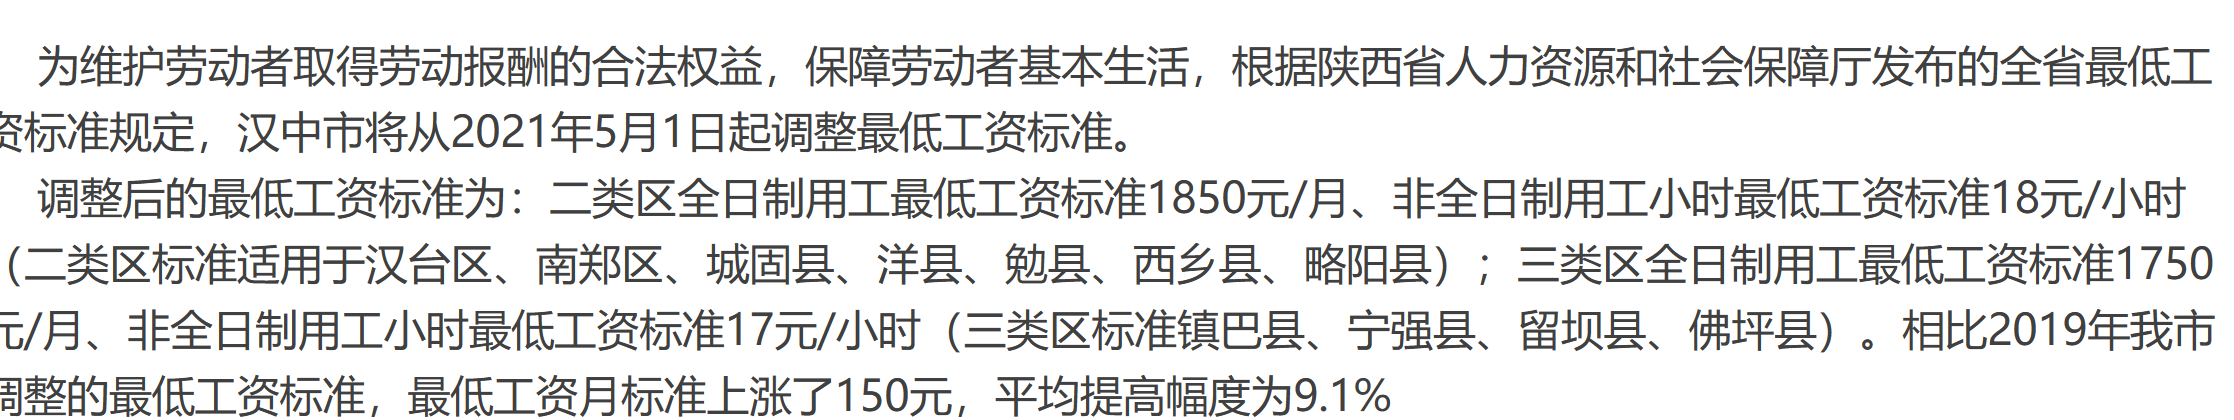 为维护劳动者取得劳动报酬的合法权益，保障劳动者基本生活，根据陕西省人力资源和社会保障厅发布的全省最低工
资标准规定，汉中市将从2021年5月1日起调整最低工资标准。
调整后的最低工资标准为：二类区全日制用工最低工资标准1850元/月、非全日制用工小时最低工资标准18元/小时
（二类区标准适用于汉台区、南郑区、城固县、洋县、勉县、西乡县、略阳县）；三类区全日制用工最低工资标准1750
元/月、非全日制用工小时最低工资标准17元/小时（三类区标准镇巴县、宁强县、留坝县、佛坪县）。相比2019年我市
调整的最低工资标准，最低工资月标准上涨了150元，平均提高幅度为9.1%